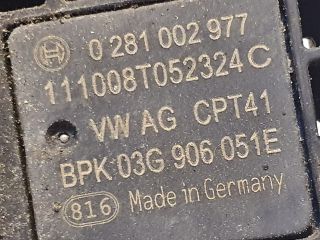 0 281 002 977
111008T052324C
VW AG CPT41
BPK 03G 906 051E
816 Made in Germany